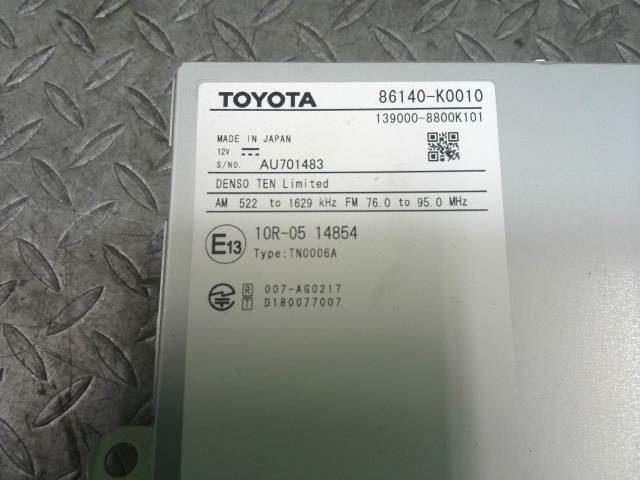 TOYOTA 86140-K0010
139000-8800K101
MADE IN JAPAN
12V
S/NO. AU701483
DENSO TEN Limited
AM 522 to 1629 kHz FM 76.0 to 95.0 MHz
E13 10R-05 14854
Type:TN0006A
R 007-AG0217
T D180077007